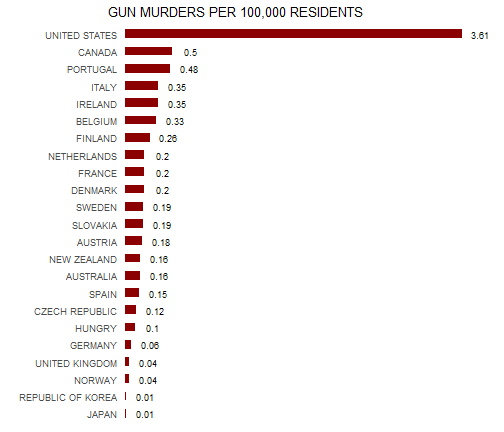 GUN MURDERS PER 100,000 RESIDENTS
UNITED STATES 3.61
CANADA 0.5
PORTUGAL 0.48
ITALY 0.35
IRELAND 0.35
BELGIUM 0.33
FINLAND 0.26
NETHERLANDS 0.2
FRANCE 0.2
DENMARK 0.2
SWEDEN 0.19
SLOVAKIA 0.19
AUSTRIA 0.18
NEW ZEALAND 0.16
AUSTRALIA 0.16
SPAIN 0.15
CZECH REPUBLIC 0.12
HUNGRY 0.1
GERMANY 0.06
UNITED KINGDOM 0.04
NORWAY 0.04
REPUBLIC OF KOREA 0.01
JAPAN 0.01